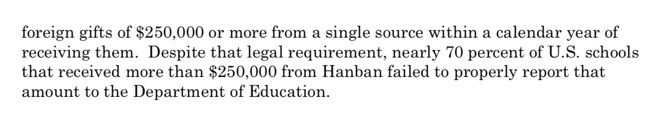 foreign gifts of $250,000 or more from a single source within a calendar year of
receiving them.  Despite that legal requirement, nearly 70 percent of U.S. schools
that received more than $250,000 from Hanban failed to properly report that
amount to the Department of Education.